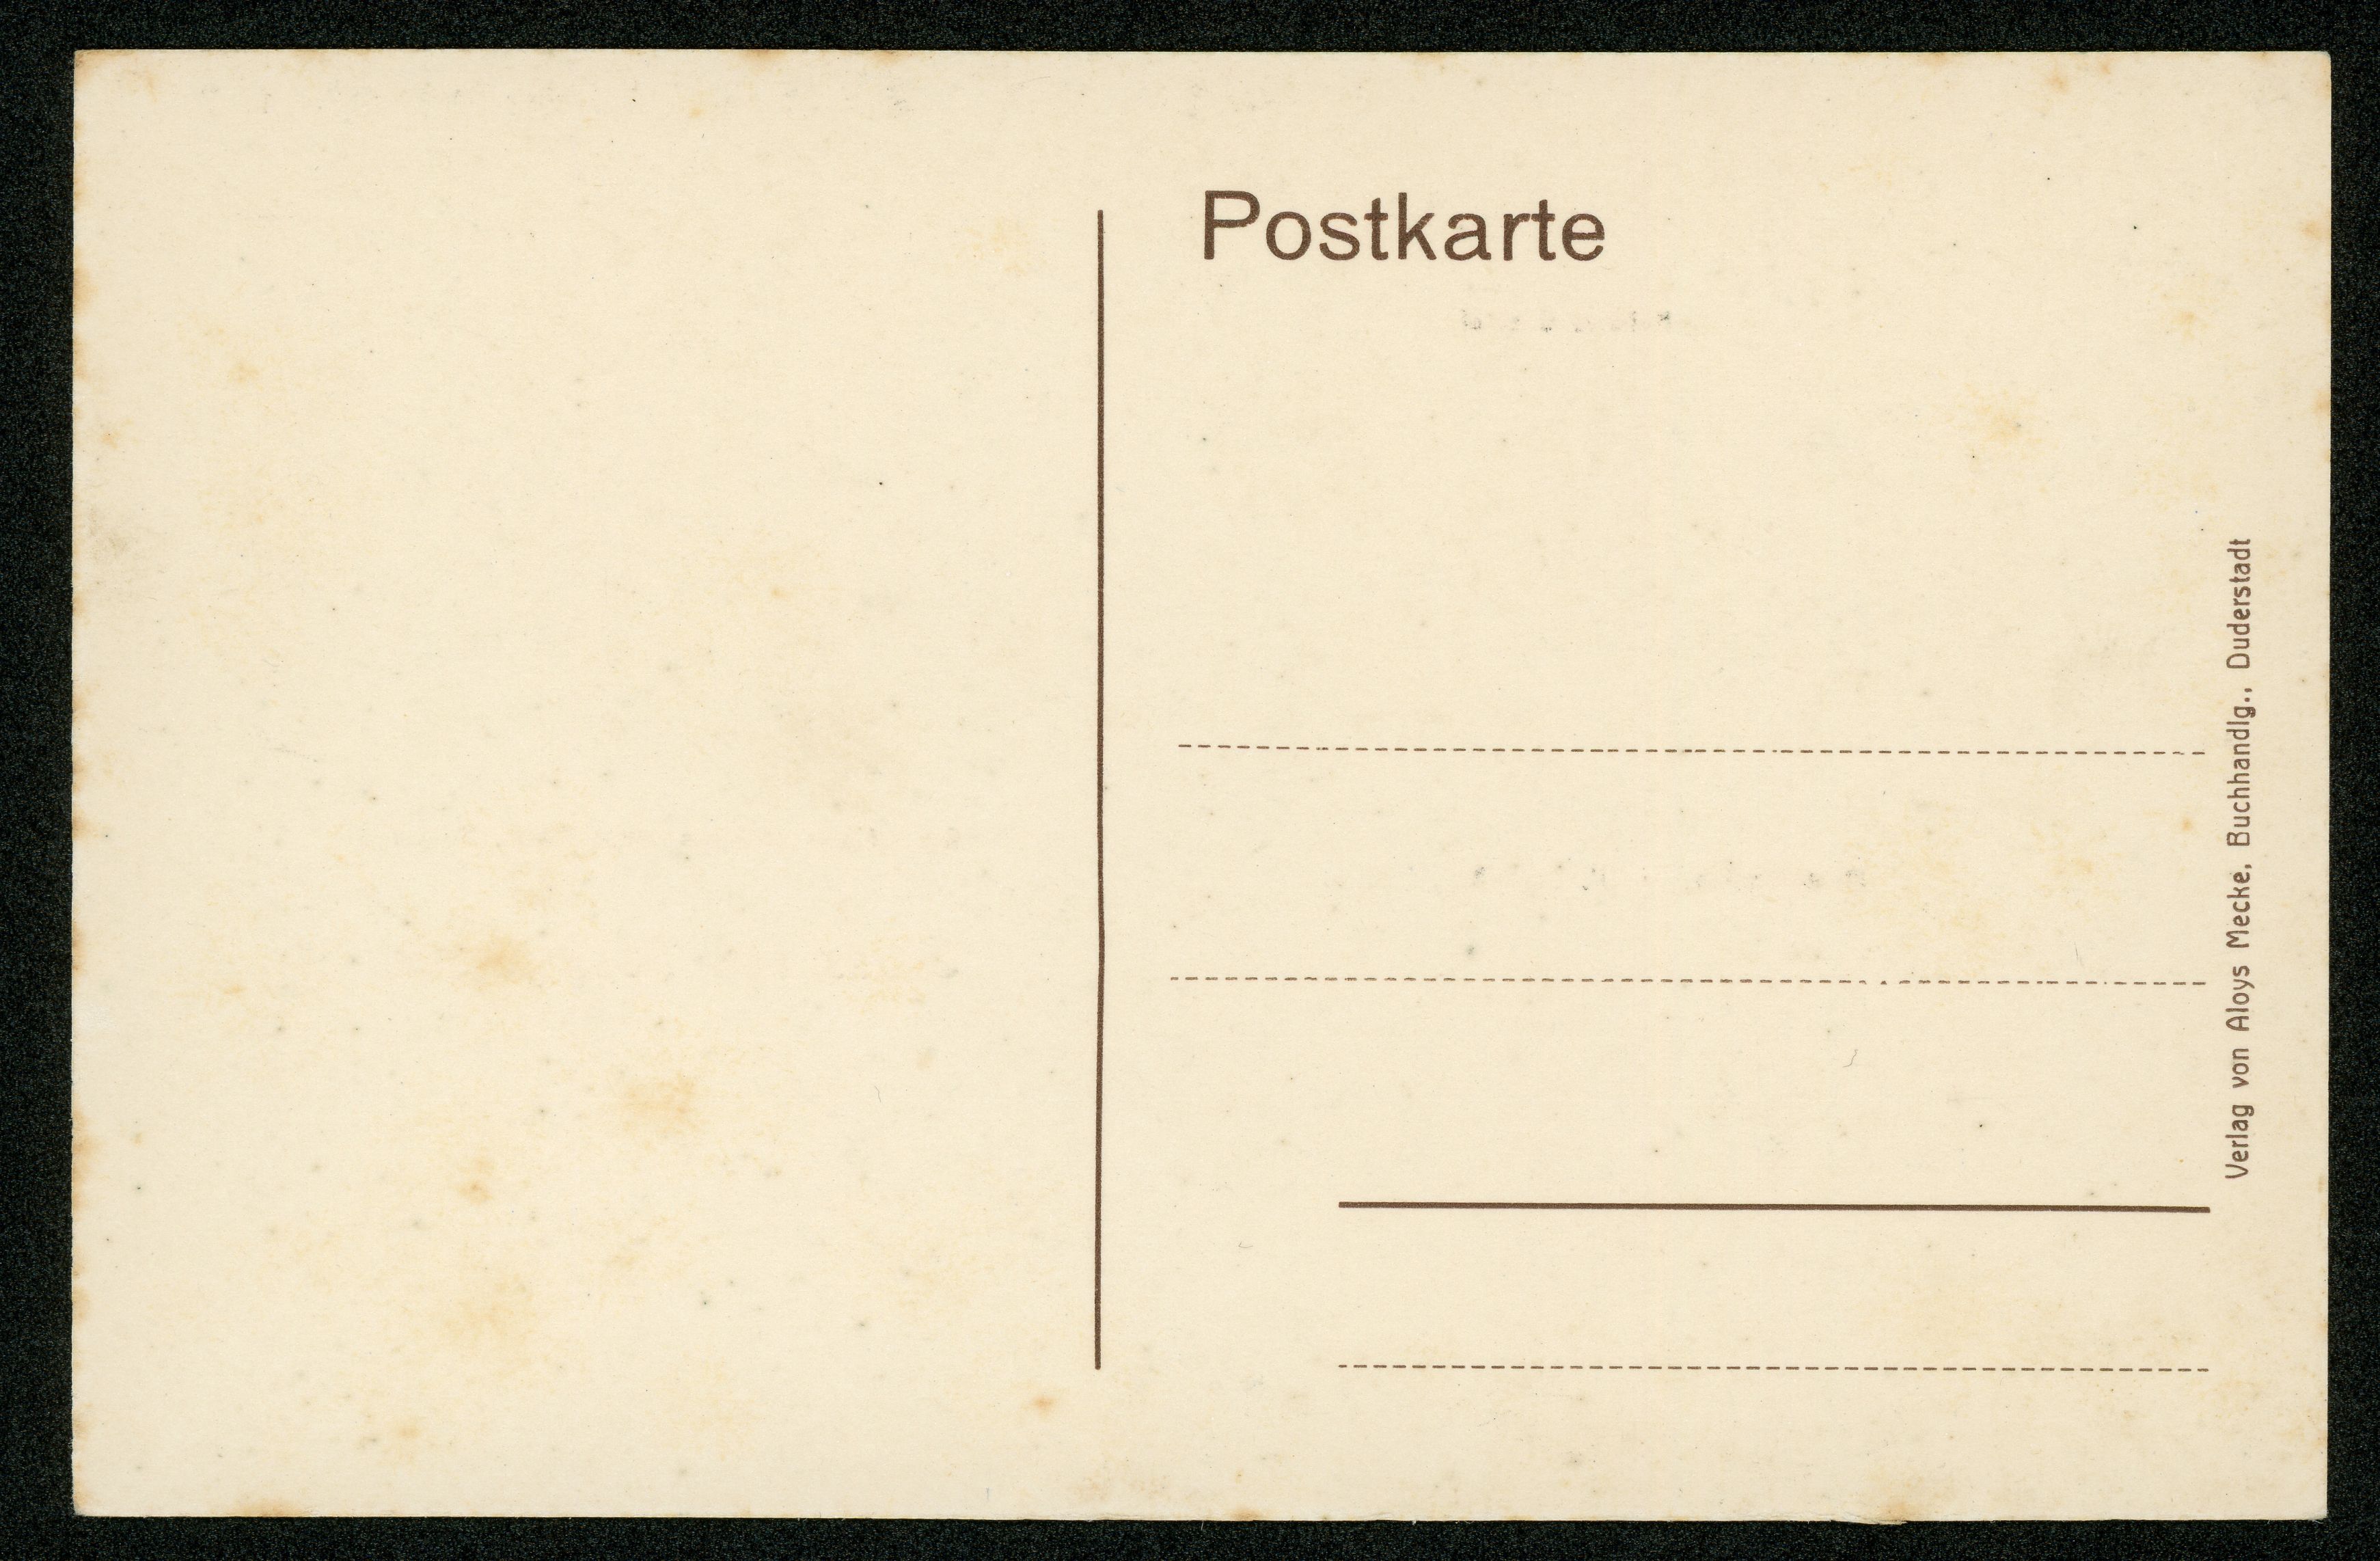 Postkarte
Verlag von Aloys Mecke, Buchhandlg., Duderstadt